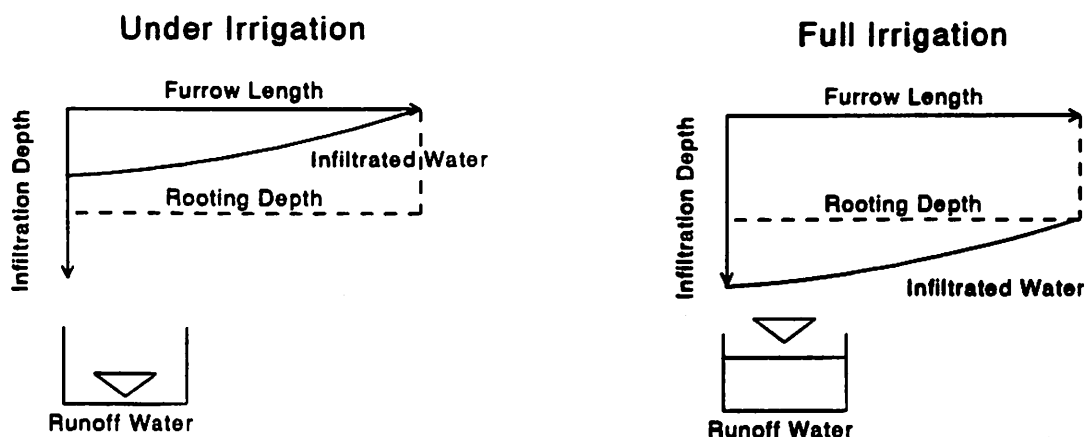 Under Irrigation
Furrow Length
Infiltration Depth
Infiltrated Water
Rooting Depth
Runoff Water
Full Irrigation
Furrow Length
Infiltration Depth
Rooting Depth
Infiltrated Water
Runoff Water